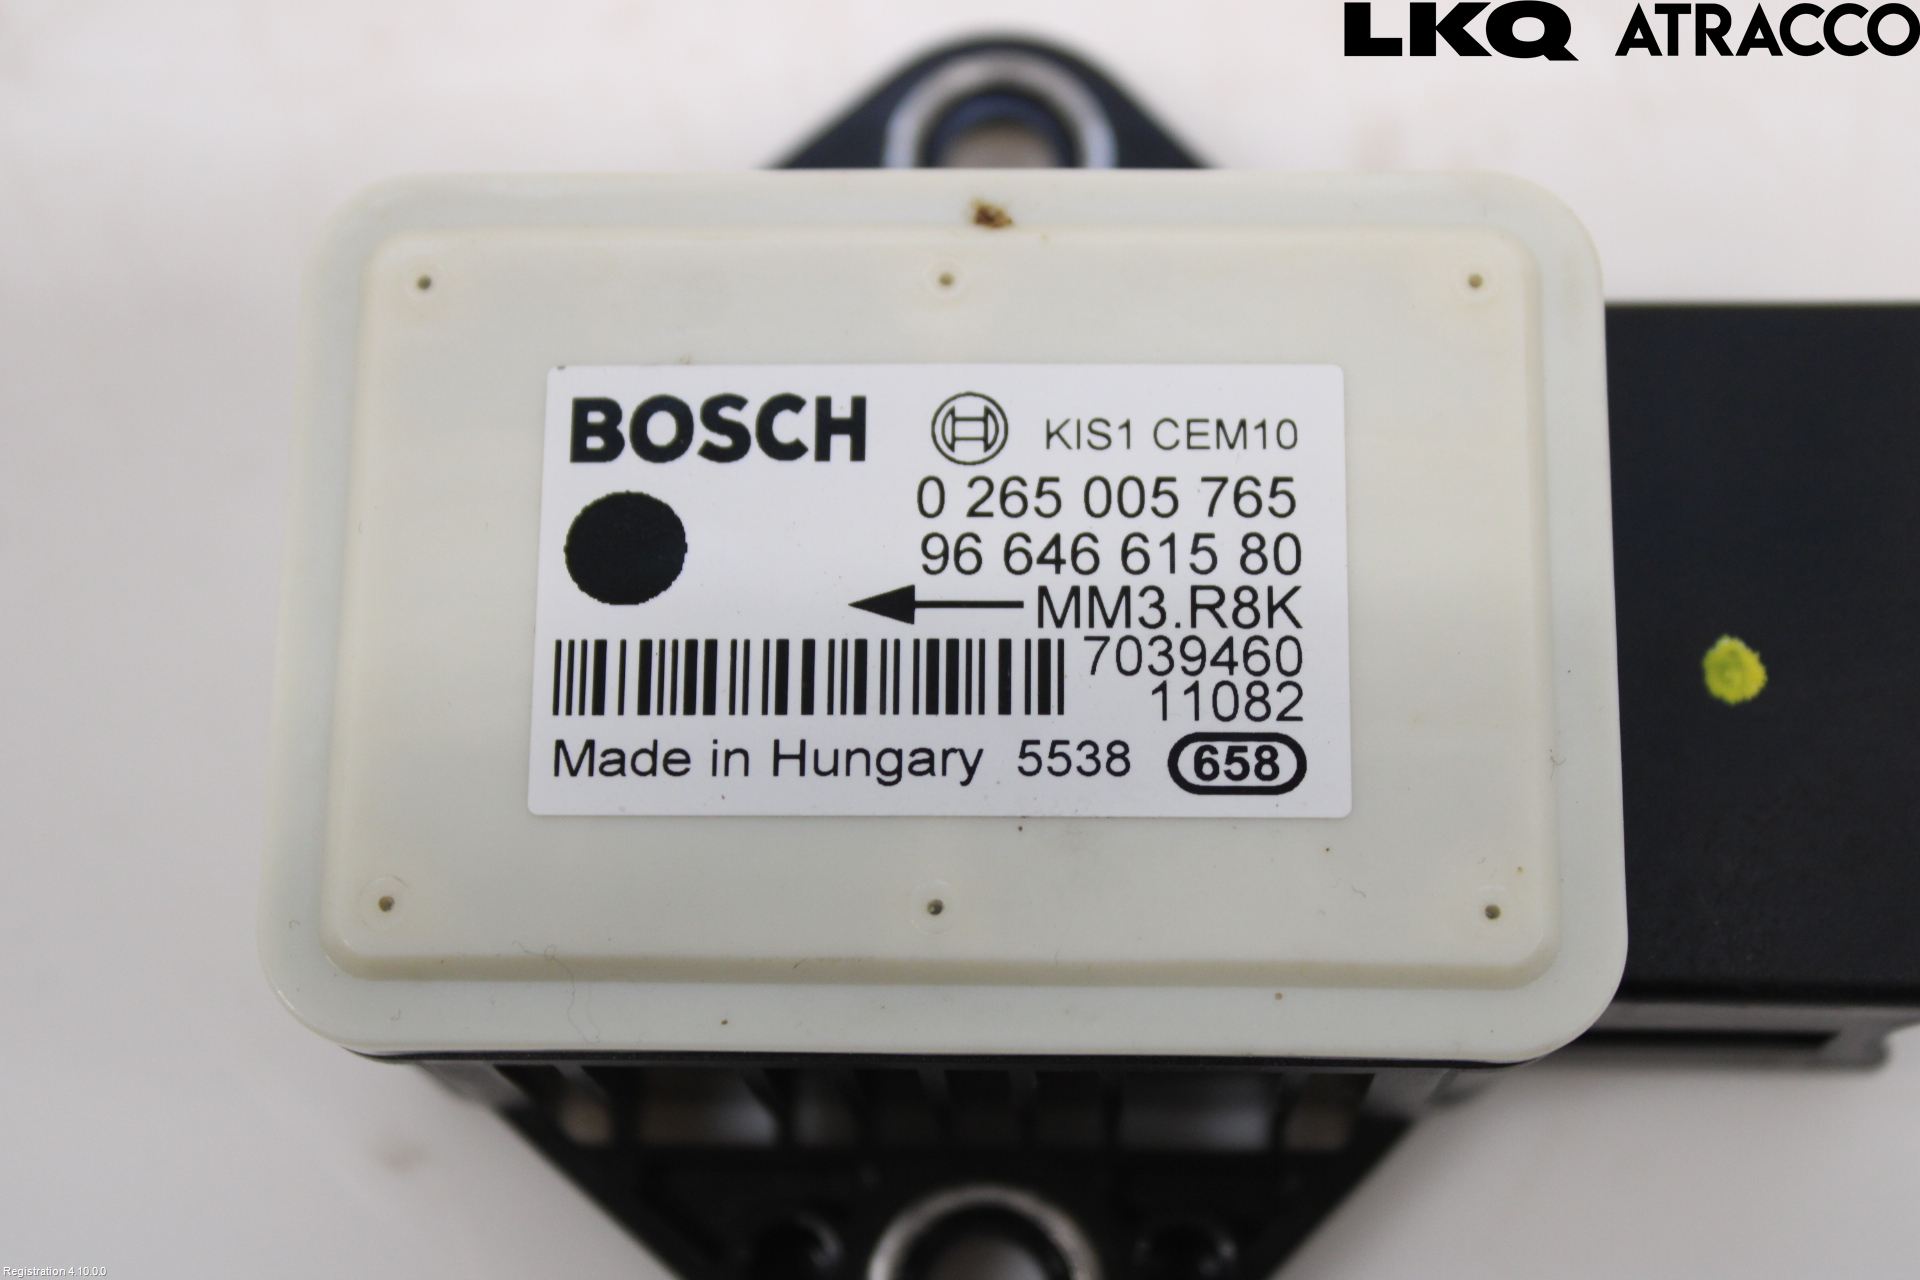 LKQ ATRACCO
BOSCH KIS1 CEM10
0 265 005 765
96 646 615 80
MM3.R8K
7039460
11082
Made in Hungary 5538 658
Registration 4.10.0.0